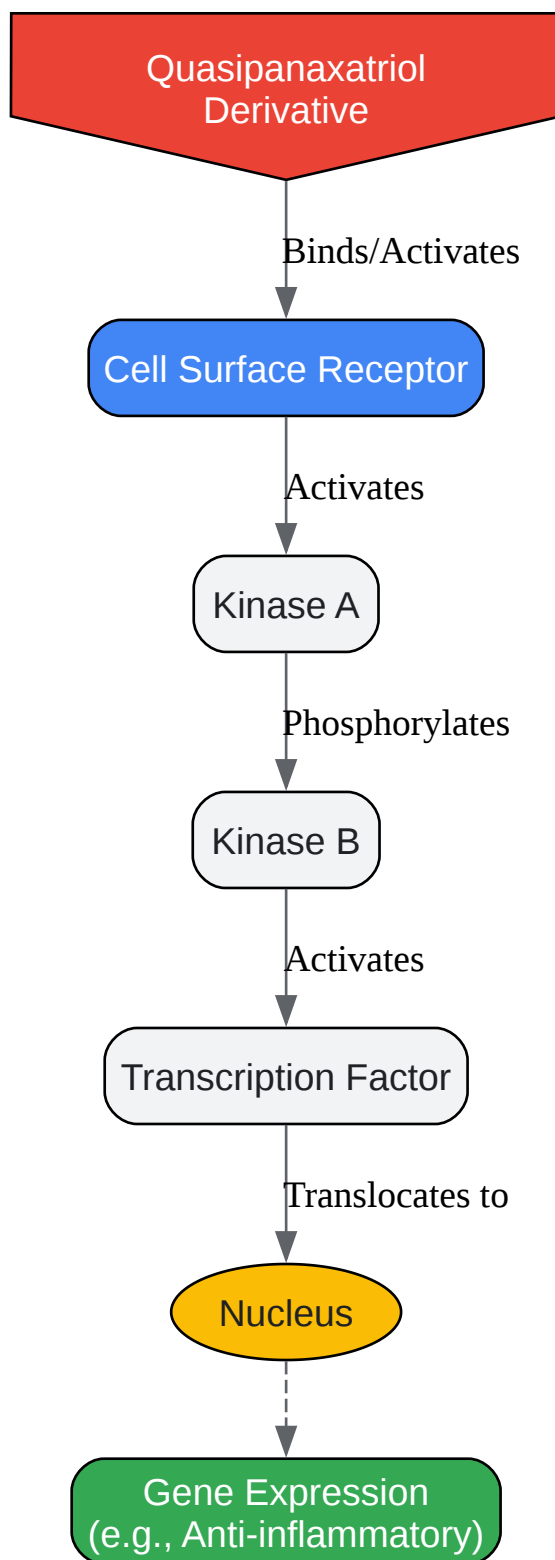 Quasipanaxatriol
Derivative
Binds/Activates
Cell Surface Receptor
Activates
Kinase A
Phosphorylates
Kinase B
Activates
Transcription Factor
Translocates to
Nucleus
Gene Expression
(e.g., Anti-inflammatory)